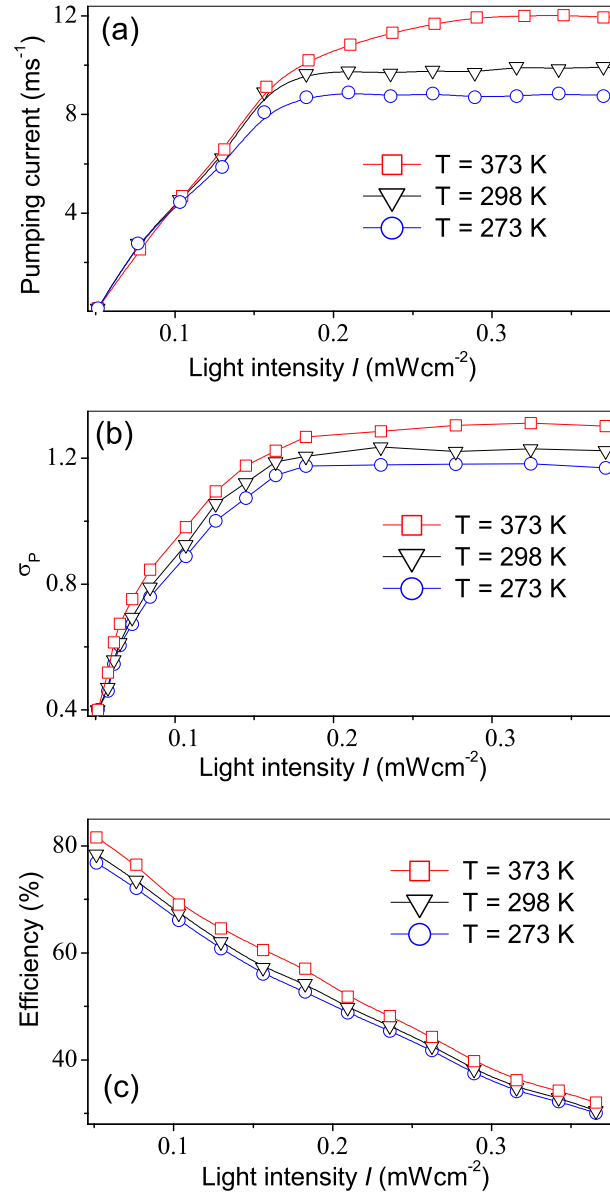 (a)
Pumping current (ms⁻¹)
12
8
4
T = 373 K
T = 298 K
T = 273 K
0.1 0.2 0.3
Light intensity I (mWcm⁻²)
(b)
σP
1.2
0.8
0.4
T = 373 K
T = 298 K
T = 273 K
0.1 0.2 0.3
Light intensity I (mWcm⁻²)
Efficiency (%)
80
60
40
T = 373 K
T = 298 K
T = 273 K
(c)
0.1 0.2 0.3
Light intensity I (mWcm⁻²)